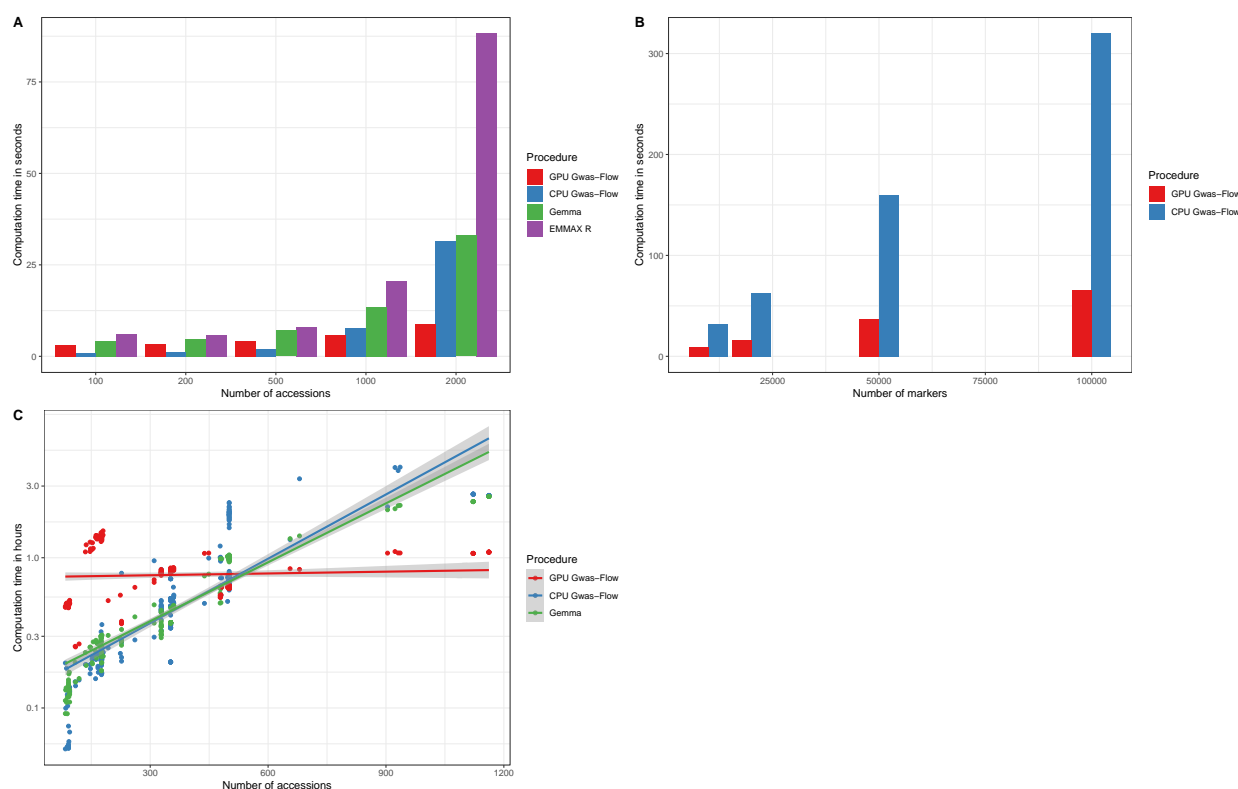 A
Computation time in seconds
75
50
25
0
100
200
500
1000
2000
Number of accessions
Procedure
GPU Gwas−Flow
CPU Gwas−Flow
Gemma
EMMAX R
B
Computation time in seconds
300
200
100
0
25000
50000
75000
100000
Number of markers
Procedure
GPU Gwas−Flow
CPU Gwas−Flow
C
Computation time in hours
3.0
1.0
0.3
0.1
300
600
900
1200
Number of accessions
Procedure
GPU Gwas−Flow
CPU Gwas−Flow
Gemma